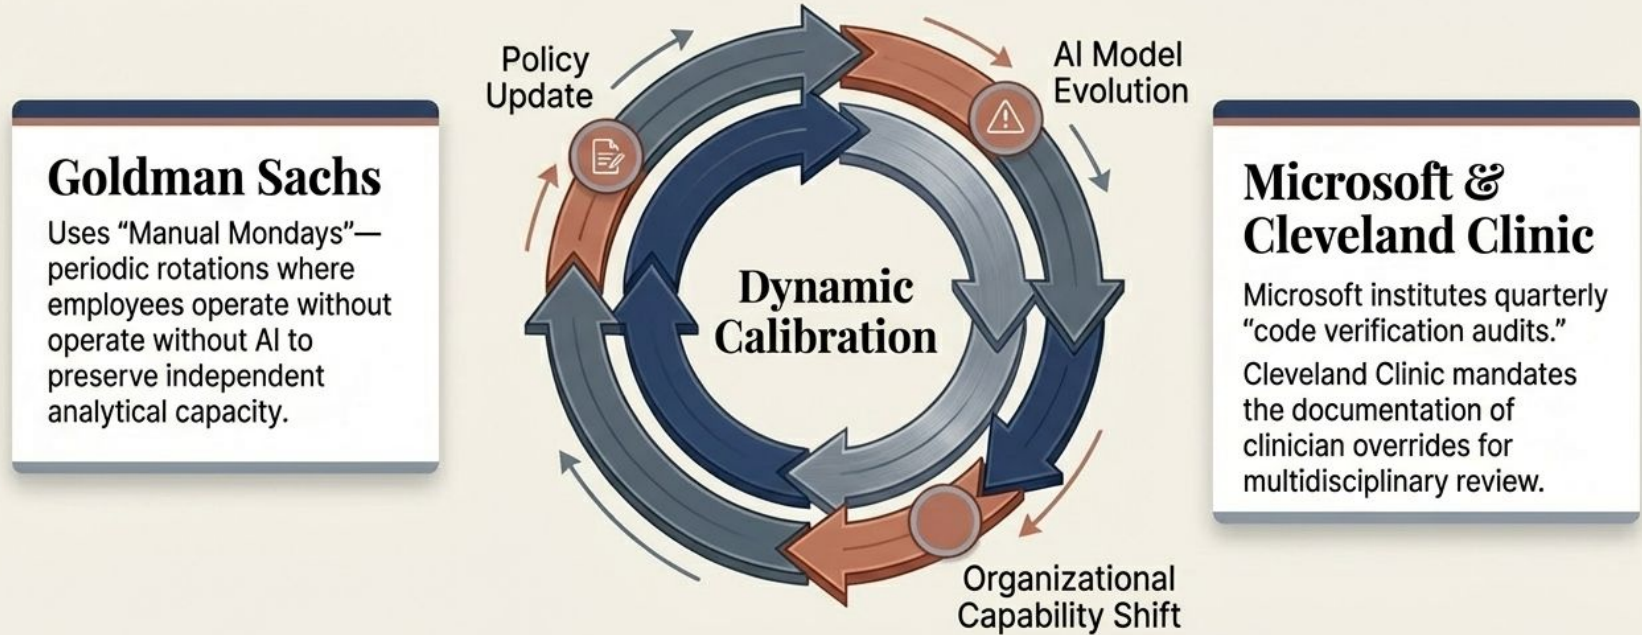 Goldman Sachs
Uses “Manual Mondays”—
periodic rotations where
employees operate without
operate without AI to
preserve independent
analytical capacity.
Policy
Update
AI Model
Evolution
Dynamic
Calibration
Organizational
Capability Shift
Microsoft &
Cleveland Clinic
Microsoft institutes quarterly
“code verification audits.”
Cleveland Clinic mandates
the documentation of
clinician overrides for
multidisciplinary review.